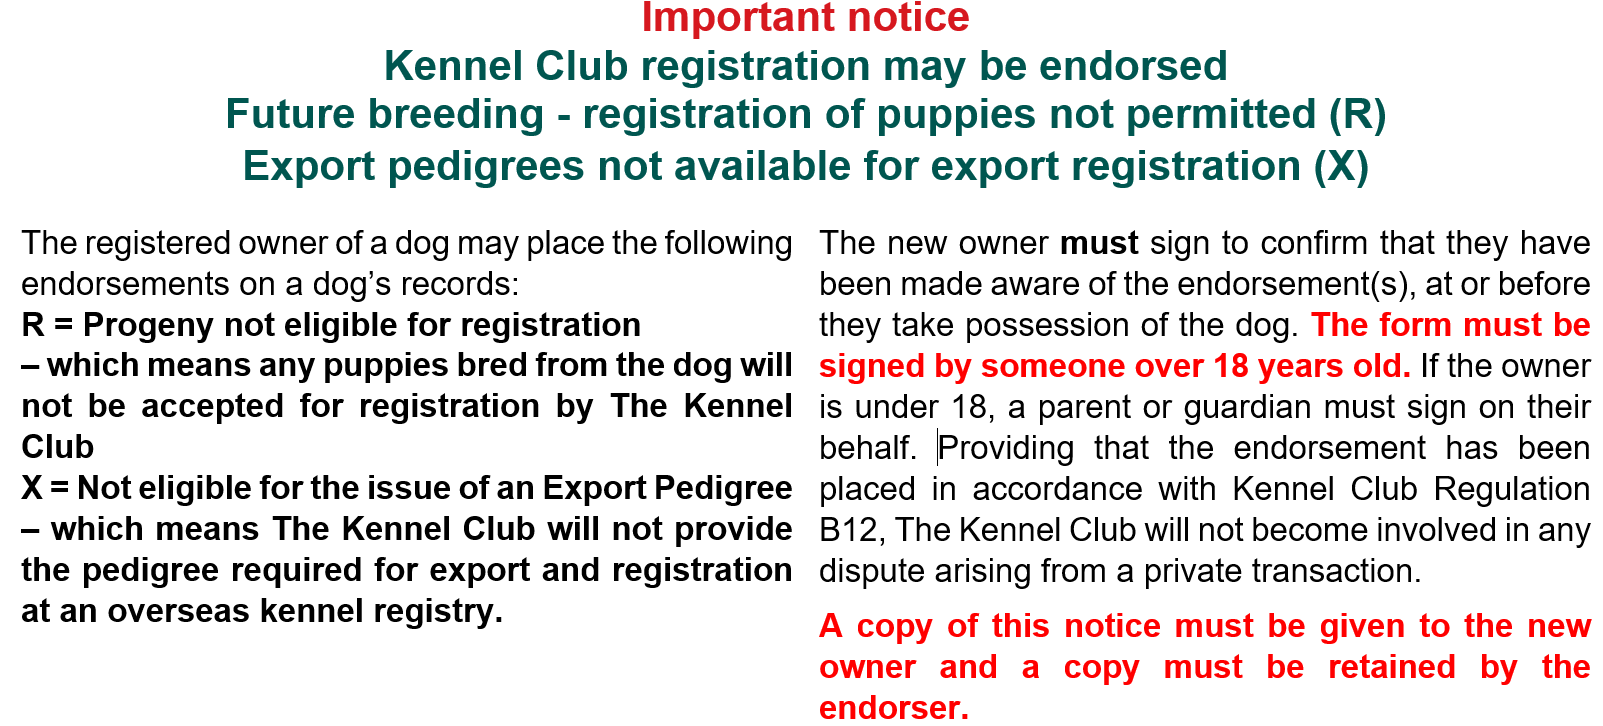 Important notice
Kennel Club registration may be endorsed
Future breeding - registration of puppies not permitted (R)
Export pedigrees not available for export registration (X)
The registered owner of a dog may place the following
endorsements on a dog’s records:
R = Progeny not eligible for registration
– which means any puppies bred from the dog will
not be accepted for registration by The Kennel
Club
X = Not eligible for the issue of an Export Pedigree
– which means The Kennel Club will not provide
the pedigree required for export and registration
at an overseas kennel registry.
The new owner must sign to confirm that they have
been made aware of the endorsement(s), at or before
they take possession of the dog. The form must be
signed by someone over 18 years old. If the owner
is under 18, a parent or guardian must sign on their
behalf. Providing that the endorsement has been
placed in accordance with Kennel Club Regulation
B12, The Kennel Club will not become involved in any
dispute arising from a private transaction.
A copy of this notice must be given to the new
owner and a copy must be retained by the
endorser.